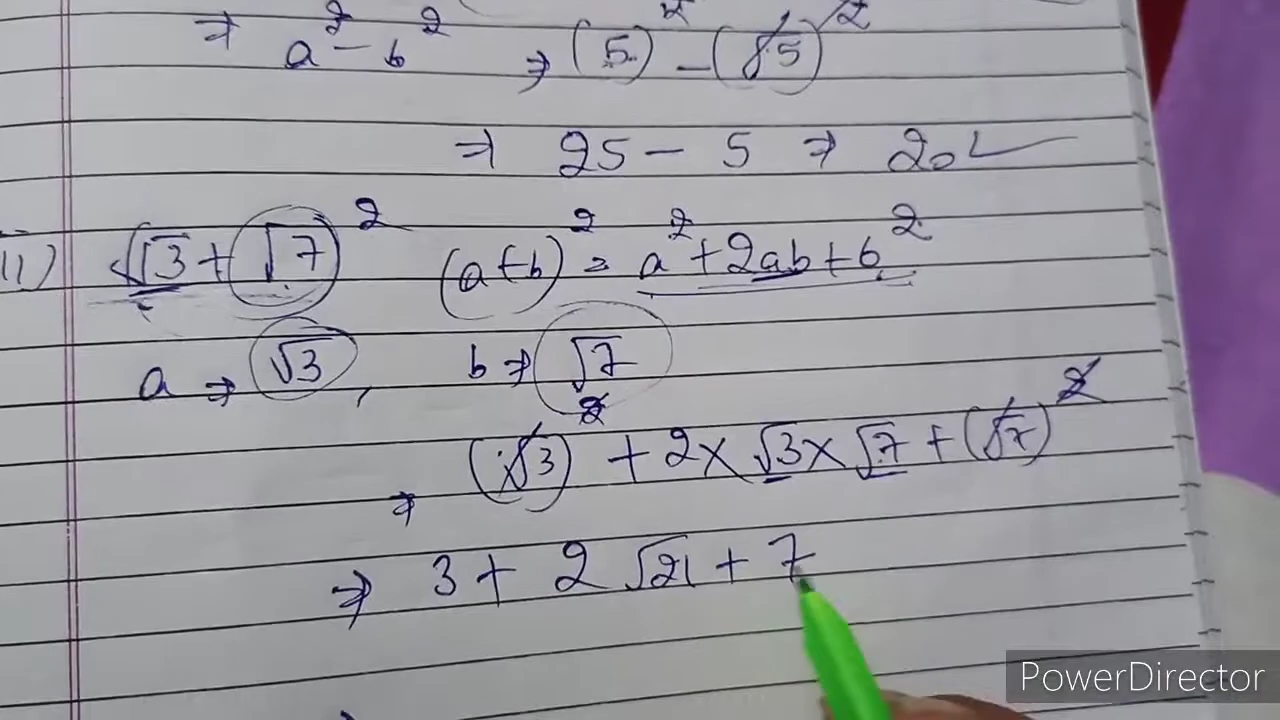 ⇒ a² - b² ⇒ (5)² - (√5)²
⇒ 25 - 5 ⇒ 20
ii) (√3 + √7)² (a+b)² = a² + 2ab + b²
a ⇒ √3, b ⇒ √7
⇒ (√3)² + 2 × √3 × √7 + (√7)²
⇒ 3 + 2 √21 + 7
PowerDirector